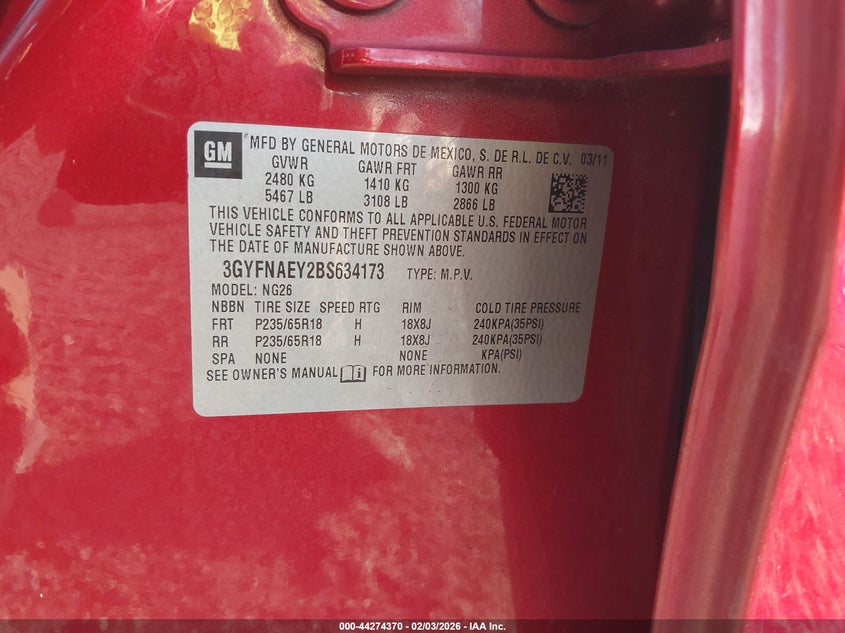 GM
MFD BY GENERAL MOTORS DE MEXICO, S. DE R.L. DE C.V. 03/11
GVWR GAWR FRT GAWR RR
2480 KG 1410 KG 1300 KG
5467 LB 3108 LB 2866 LB
THIS VEHICLE CONFORMS TO ALL APPLICABLE U.S. FEDERAL MOTOR
VEHICLE SAFETY AND THEFT PREVENTION STANDARDS IN EFFECT ON
THE DATE OF MANUFACTURE SHOWN ABOVE.
3GYFNAEY2BS634173 TYPE: M.P.V.
MODEL: NG26
NBBN TIRE SIZE SPEED RTG RIM COLD TIRE PRESSURE
FRT P235/65R18 H 18X8J 240KPA(35PSI)
RR P235/65R18 H 18X8J 240KPA(35PSI)
SPA NONE NONE KPA(PSI)
SEE OWNER'S MANUAL i FOR MORE INFORMATION.
000-44274370 - 02/03/2026 - IAA Inc.